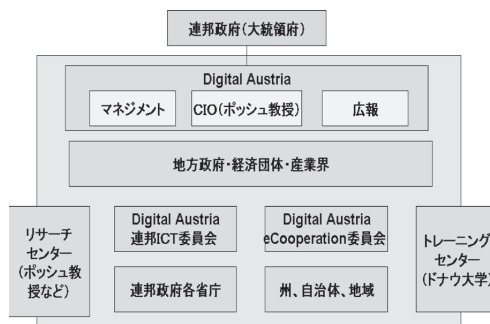 連邦政府(大統領府)
Digital Austria
マネジメント
CIO(ポッシュ教授)
広報
地方政府・経済団体・産業界
リサーチ
センター
(ポッシュ教
授など)
Digital Austria
連邦ICT委員会
Digital Austria
eCooperation委員会
トレーニング
センター
(ドナウ大学)
連邦政府各省庁
州、自治体、地域